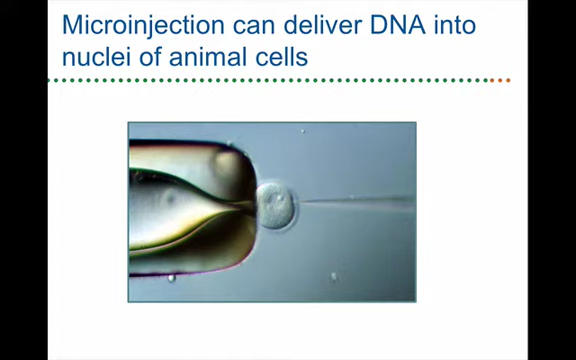 Microinjection can deliver DNA into
nuclei of animal cells